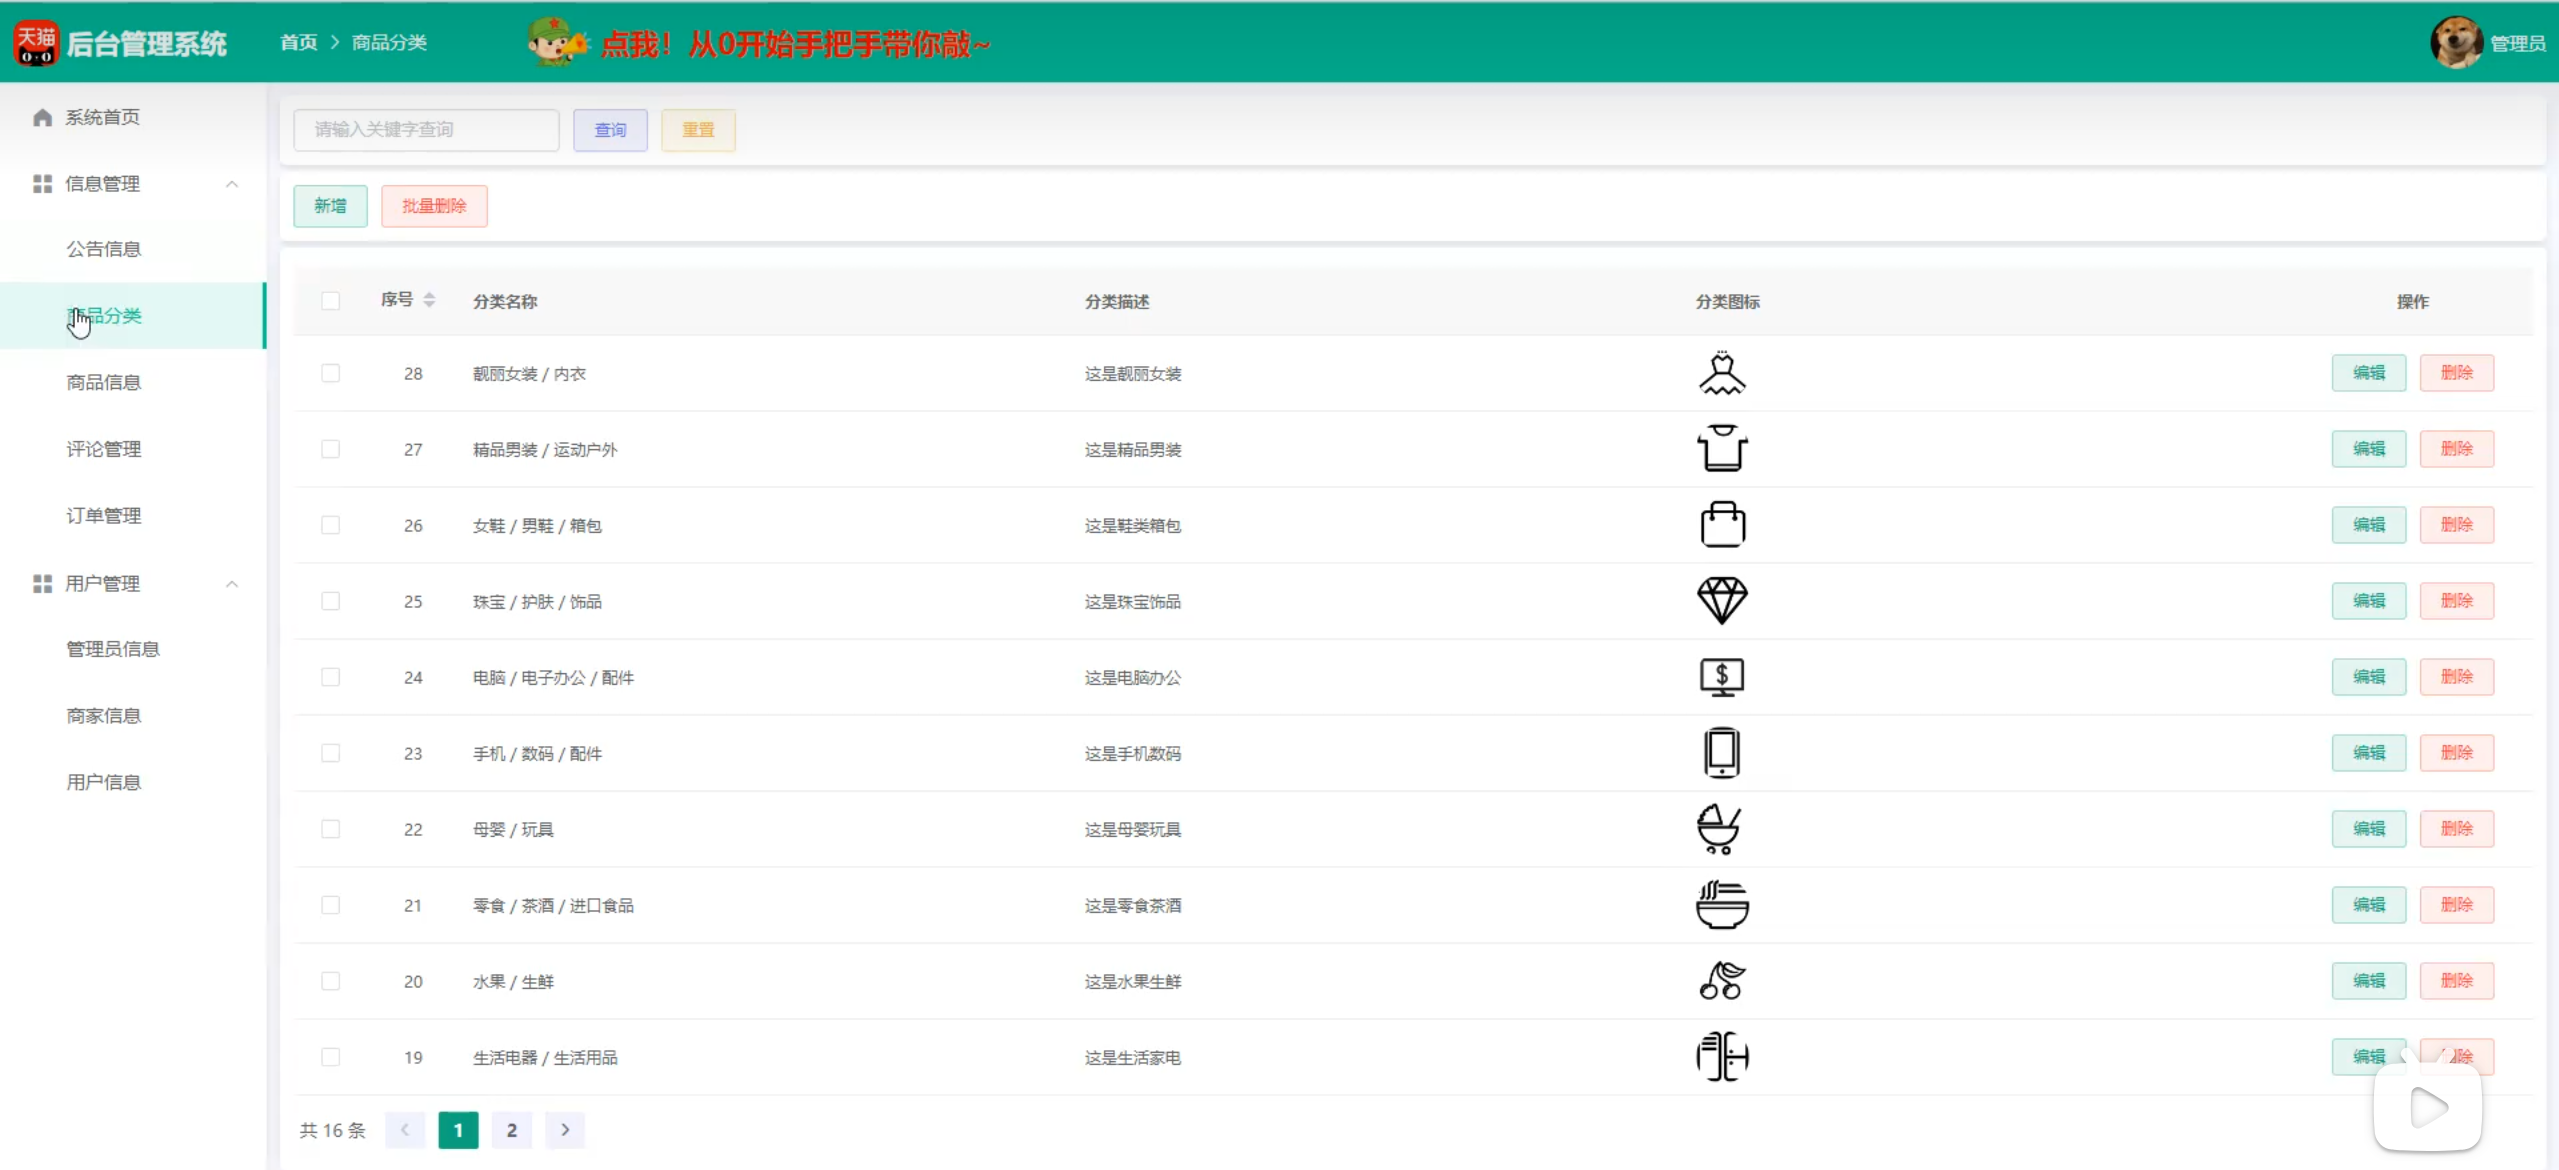 天猫 后台管理系统 首页 > 商品分类 点我！从0开始手把手带你敲~ 管理员
系统首页
信息管理
公告信息
商品分类
商品信息
评论管理
订单管理
用户管理
管理员信息
商家信息
用户信息
请输入关键字查询 查询 重置
新增 批量删除
序号 分类名称 分类描述 分类图标 操作
28 靓丽女装 / 内衣 这是靓丽女装 编辑 删除
27 精品男装 / 运动户外 这是精品男装 编辑 删除
26 女鞋 / 男鞋 / 箱包 这是鞋类箱包 编辑 删除
25 珠宝 / 护肤 / 饰品 这是珠宝饰品 编辑 删除
24 电脑 / 电子办公 / 配件 这是电脑办公 $ 编辑 删除
23 手机 / 数码 / 配件 这是手机数码 编辑 删除
22 母婴 / 玩具 这是母婴玩具 编辑 删除
21 零食 / 茶酒 / 进口食品 这是零食茶酒 编辑 删除
20 水果 / 生鲜 这是水果生鲜 编辑 删除
19 生活电器 / 生活用品 这是生活家电 编辑 删除
共 16 条 < 1 2 >